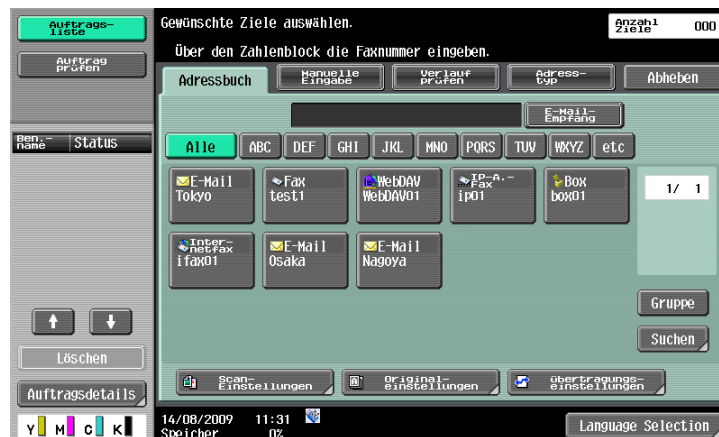 Auftrags-
liste
Auftrag
prüfen
Ben.-
name
Status
Löschen
Auftragsdetails
Y M C K
Gewünschte Ziele auswählen.
Über den Zahlenblock die Faxnummer eingeben.
Anzahl
Ziele
000
Adressbuch
Manuelle
Eingabe
Verlauf
prüfen
Adress-
typ
Abheben
E-Mail-
Empfang
Alle ABC DEF GHI JKL MNO PQRS TUV WXYZ etc
E-Mail
Tokyo
Fax
test1
WebDAV
WebDAV01
IP-A.-
Fax
ip01
Box
box01
Inter-
netfax
ifax01
E-Mail
Osaka
E-Mail
Nagoya
1/ 1
Gruppe
Suchen
Scan-
Einstellungen
Original-
einstellungen
übertragungs-
einstellungen
14/08/2009 11:31
Speicher 0%
Language Selection